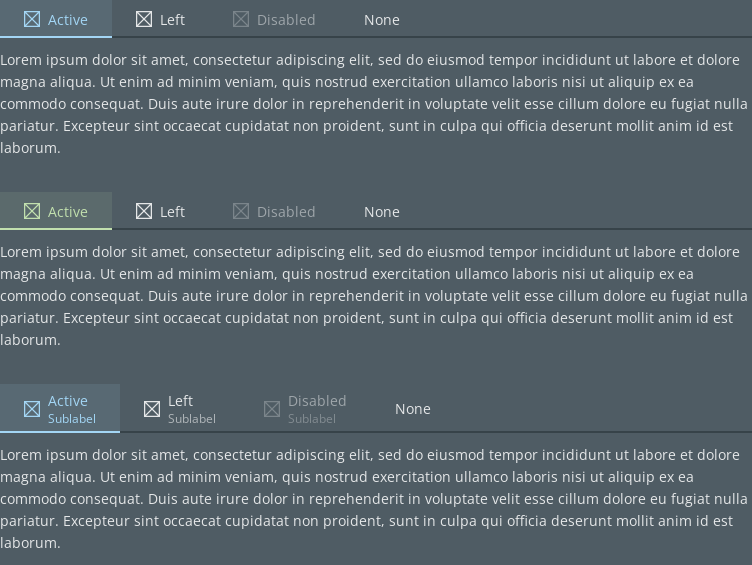 Active Left Disabled None
Lorem ipsum dolor sit amet, consectetur adipiscing elit, sed do eiusmod tempor incididunt ut labore et dolore
magna aliqua. Ut enim ad minim veniam, quis nostrud exercitation ullamco laboris nisi ut aliquip ex ea
commodo consequat. Duis aute irure dolor in reprehenderit in voluptate velit esse cillum dolore eu fugiat nulla
pariatur. Excepteur sint occaecat cupidatat non proident, sunt in culpa qui officia deserunt mollit anim id est
laborum.
Active Left Disabled None
Lorem ipsum dolor sit amet, consectetur adipiscing elit, sed do eiusmod tempor incididunt ut labore et dolore
magna aliqua. Ut enim ad minim veniam, quis nostrud exercitation ullamco laboris nisi ut aliquip ex ea
commodo consequat. Duis aute irure dolor in reprehenderit in voluptate velit esse cillum dolore eu fugiat nulla
pariatur. Excepteur sint occaecat cupidatat non proident, sunt in culpa qui officia deserunt mollit anim id est
laborum.
Active Left Disabled None
Sublabel Sublabel Sublabel
Lorem ipsum dolor sit amet, consectetur adipiscing elit, sed do eiusmod tempor incididunt ut labore et dolore
magna aliqua. Ut enim ad minim veniam, quis nostrud exercitation ullamco laboris nisi ut aliquip ex ea
commodo consequat. Duis aute irure dolor in reprehenderit in voluptate velit esse cillum dolore eu fugiat nulla
pariatur. Excepteur sint occaecat cupidatat non proident, sunt in culpa qui officia deserunt mollit anim id est
laborum.